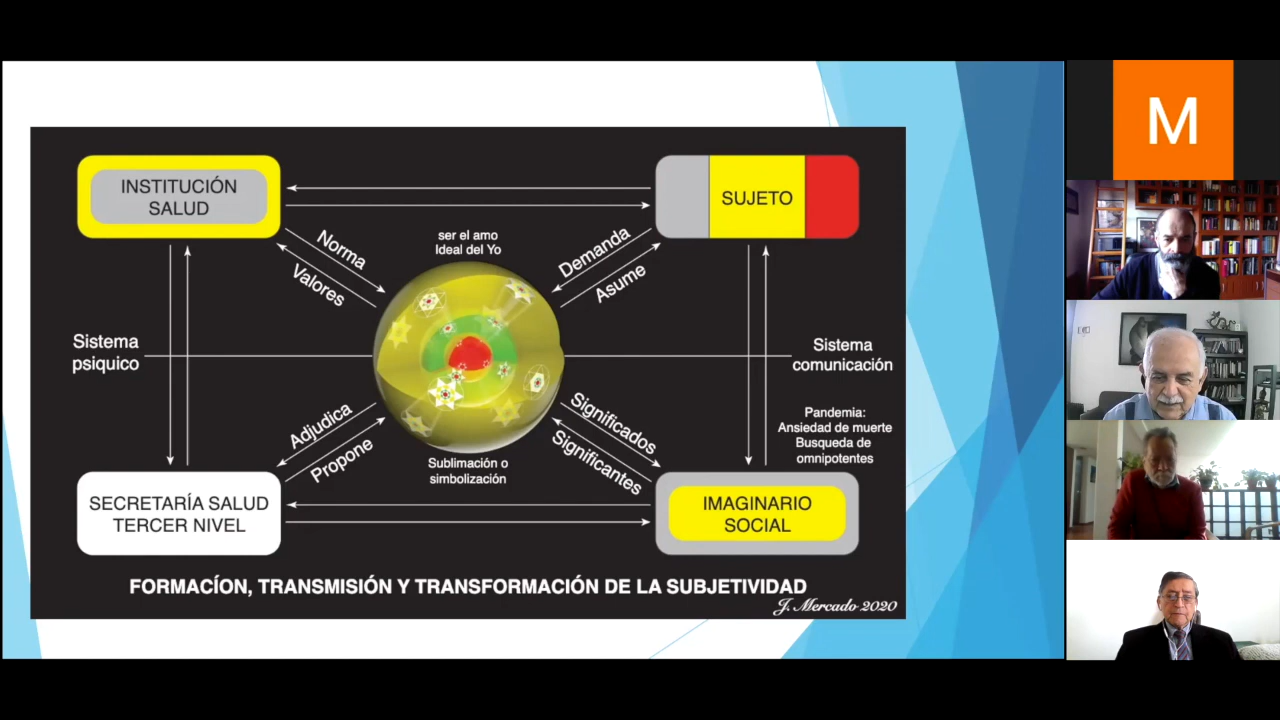 INSTITUCIÓN
SALUD
SUJETO
ser el amo
Ideal del Yo
Norma
Valores
Demanda
Asume
Sistema
psiquico
Sistema
comunicación
Pandemia:
Ansiedad de muerte
Busqueda de
omnipotentes
Adjudica
Propone
Significados
Significantes
Sublimación o
simbolización
SECRETARÍA SALUD
TERCER NIVEL
IMAGINARIO
SOCIAL
FORMACÍON, TRANSMISIÓN Y TRANSFORMACIÓN DE LA SUBJETIVIDAD
J. Mercado 2020
M